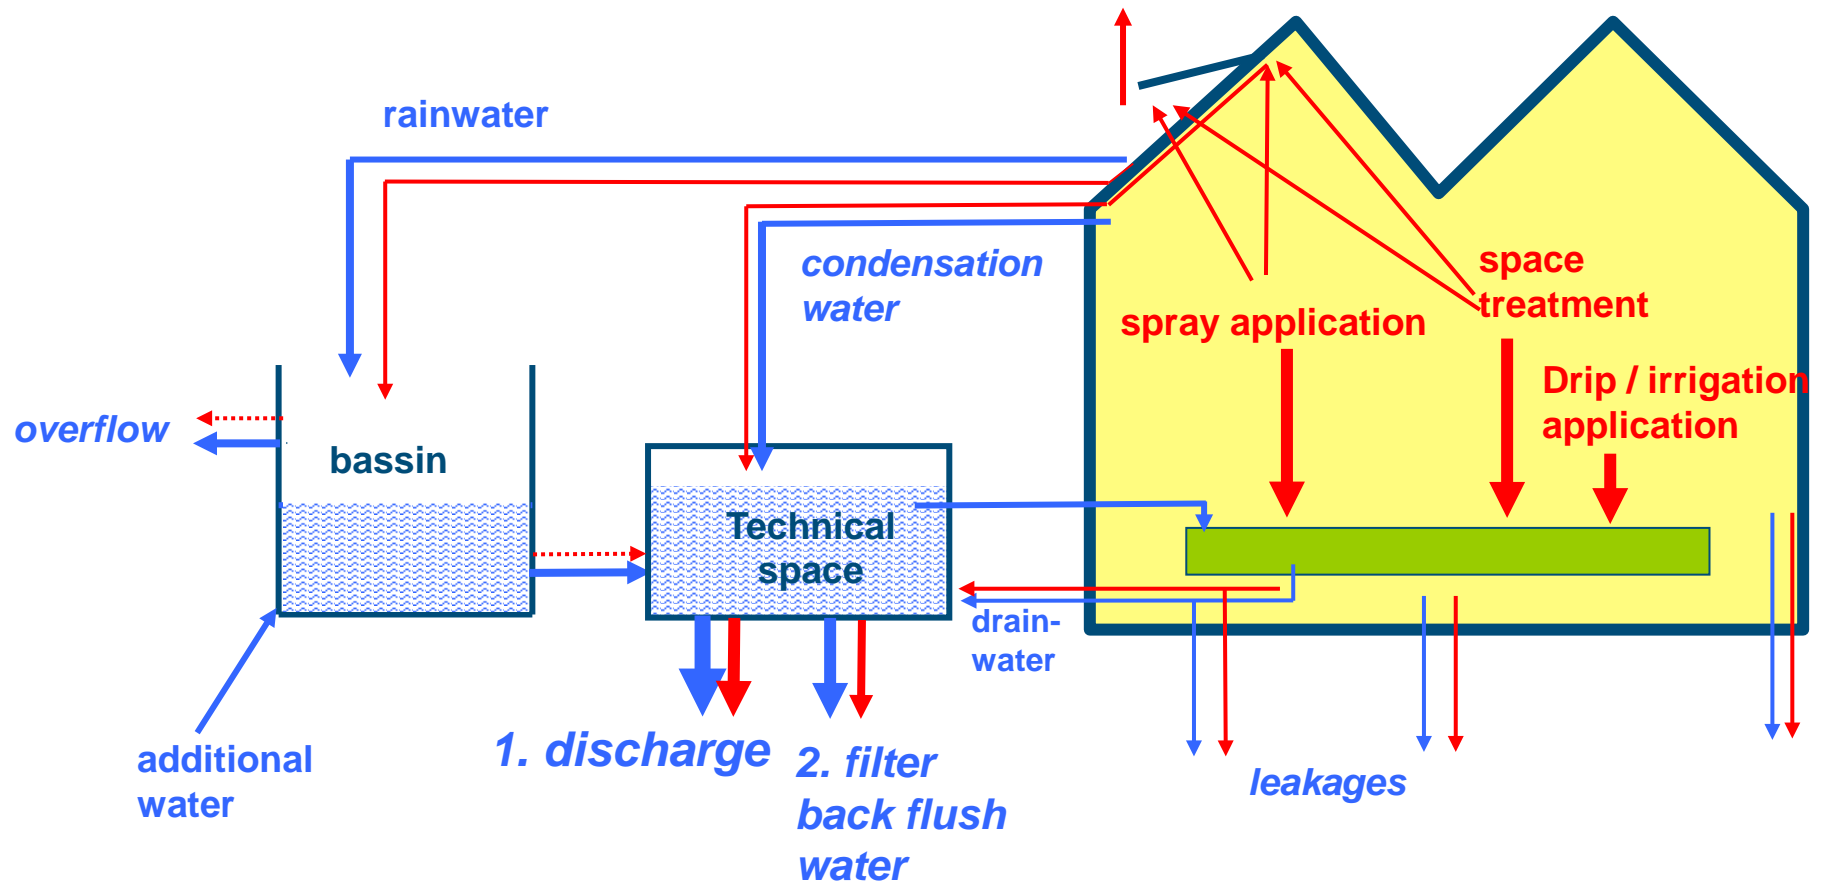 rainwater
condensation
water
space
treatment
spray application
Drip / irrigation
application
overflow
bassin
Technical
space
drain-
water
1. discharge
2. filter
back flush
water
additional
water
leakages